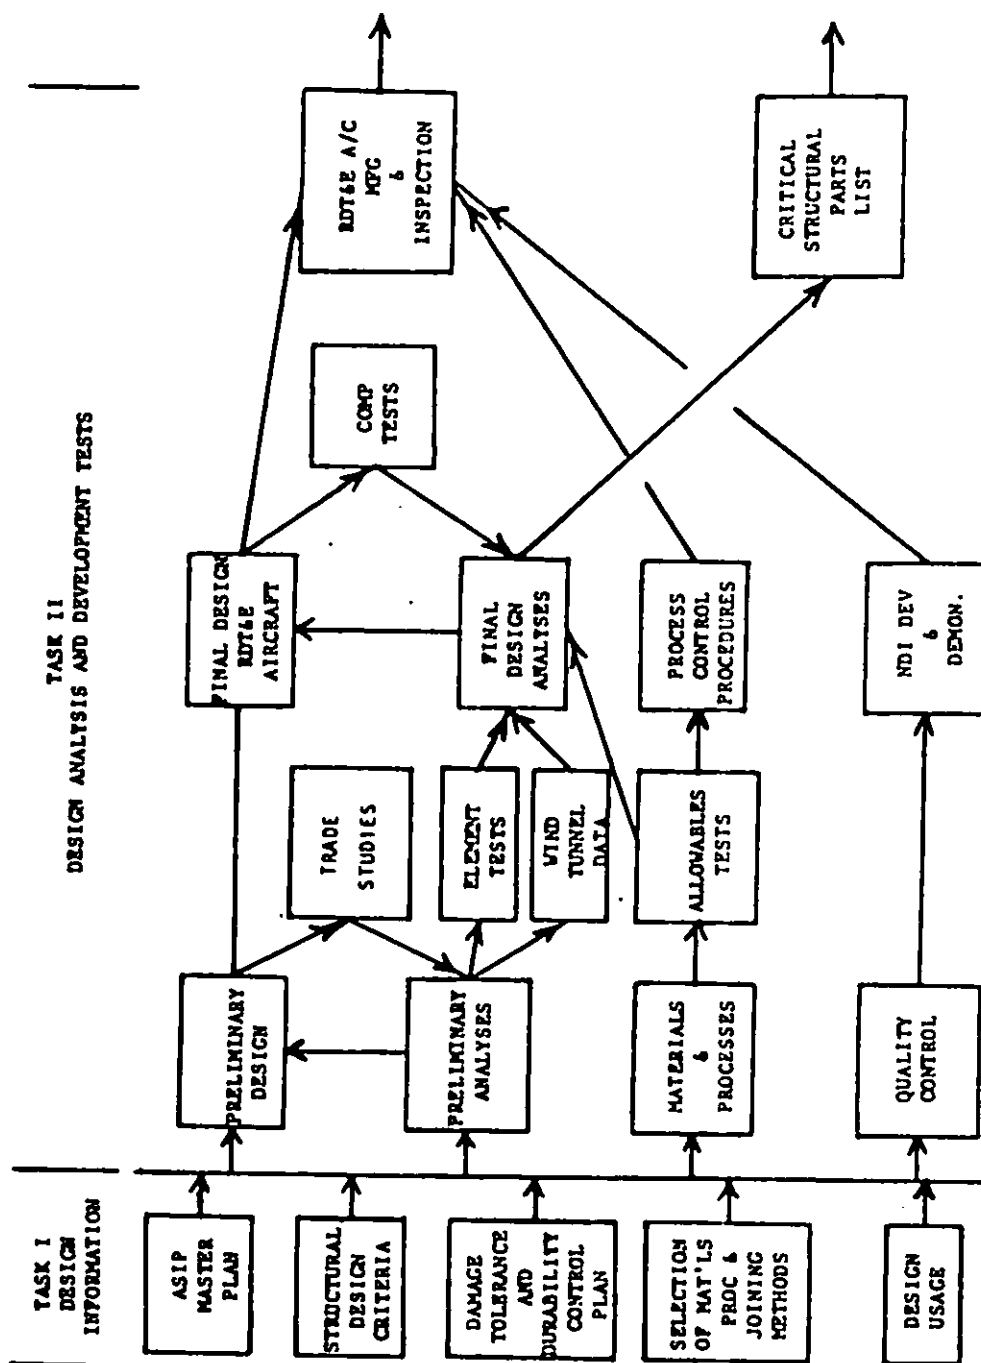 TASK I
DESIGN
INFORMATION
TASK II
DESIGN ANALYSIS AND DEVELOPMENT TESTS
ASIP
MASTER
PLAN
STRUCTURAL
DESIGN
CRITERIA
DAMAGE
TOLERANCE
AND
DURABILITY
CONTROL
PLAN
SELECTION
OF MAT'LS
PROC &
JOINING
METHODS
DESIGN
USAGE
PRELIMINARY
DESIGN
PRELIMINARY
ANALYSES
MATERIALS
&
PROCESSES
QUALITY
CONTROL
TRADE
STUDIES
ELEMENT
TESTS
WIND
TUNNEL
DATA
ALLOWABLES
TESTS
FINAL DESIGN
RDT&E
AIRCRAFT
FINAL
DESIGN
ANALYSES
PROCESS
CONTROL
PROCEDURES
NDI DEV
&
DEMON.
COMP
TESTS
RDT&E A/C
MFG
&
INSPECTION
CRITICAL
STRUCTURAL
PARTS
LIST